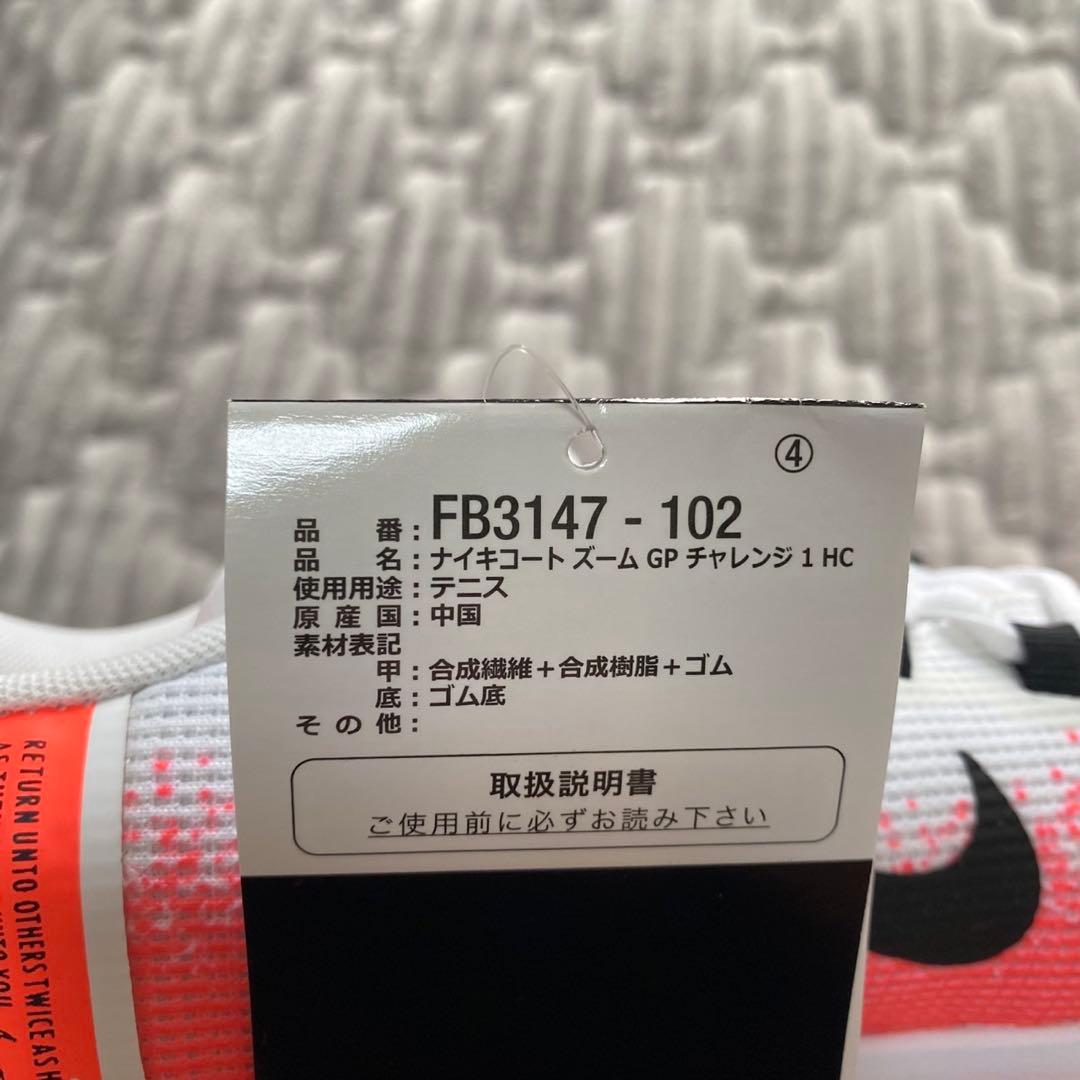 ④
品番:FB3147-102
品名:ナイキコート ズーム GP チャレンジ 1 HC
使用用途:テニス
原産国:中国
素材表記
甲:合成繊維+合成樹脂+ゴム
底:ゴム底
その他:
取扱説明書
ご使用前に必ずお読み下さい
RETURN UNTO OTHERS TWICE AS H